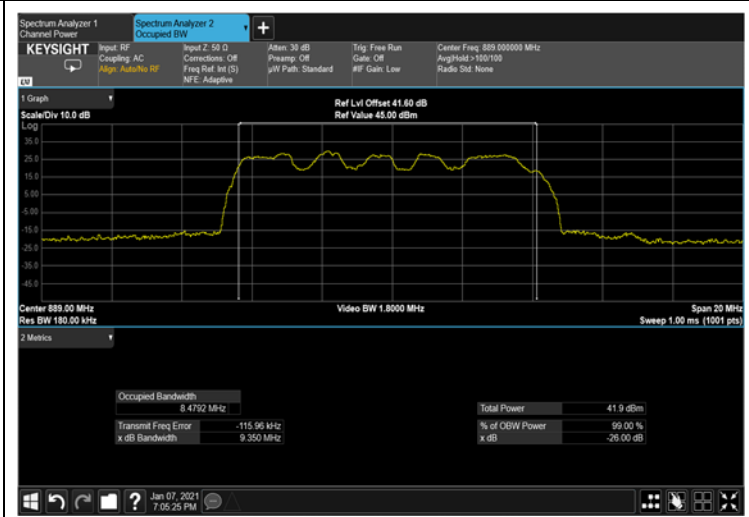 Spectrum Analyzer 1
Channel Power
Spectrum Analyzer 2
Occupied BW
KEYSIGHT
Input: RF
Coupling: AC
Align: Auto/No RF
Input Z: 50 Ω
Corrections: Off
Freq Ref: Int (S)
NFE: Adaptive
Atten: 30 dB
Preamp: Off
µW Path: Standard
Trig: Free Run
Gate: Off
#IF Gain: Low
Center Freq: 889.000000 MHz
Avg|Hold:>100/100
Radio Std: None
1 Graph
Scale/Div 10.0 dB
Ref Lvl Offset 41.60 dB
Ref Value 45.00 dBm
Log
35.0
25.0
15.0
5.00
-5.00
-15.0
-25.0
-35.0
-45.0
Center 889.00 MHz
Res BW 180.00 kHz
Video BW 1.8000 MHz
Span 20 MHz
Sweep 1.00 ms (1001 pts)
2 Metrics
Occupied Bandwidth
8.4792 MHz
Transmit Freq Error -115.96 kHz
x dB Bandwidth 9.350 MHz
Total Power 41.9 dBm
% of OBW Power 99.00 %
x dB -26.00 dB
Jan 07, 2021
7:05:25 PM